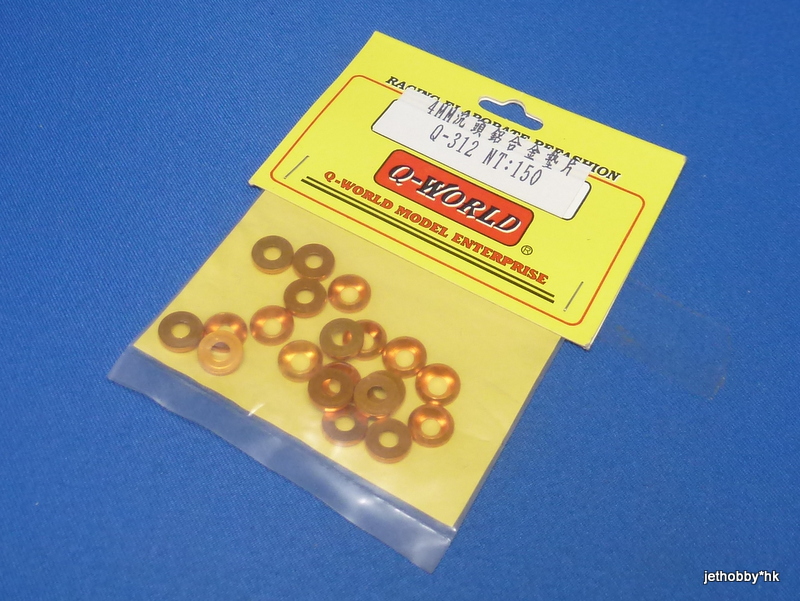 RACING ELABORATE REFASHION
4MM沉頭鋁合金墊片
Q-312 NT:150
Q-WORLD
®
Q-WORLD MODEL ENTERPRISE
jethobby*hk